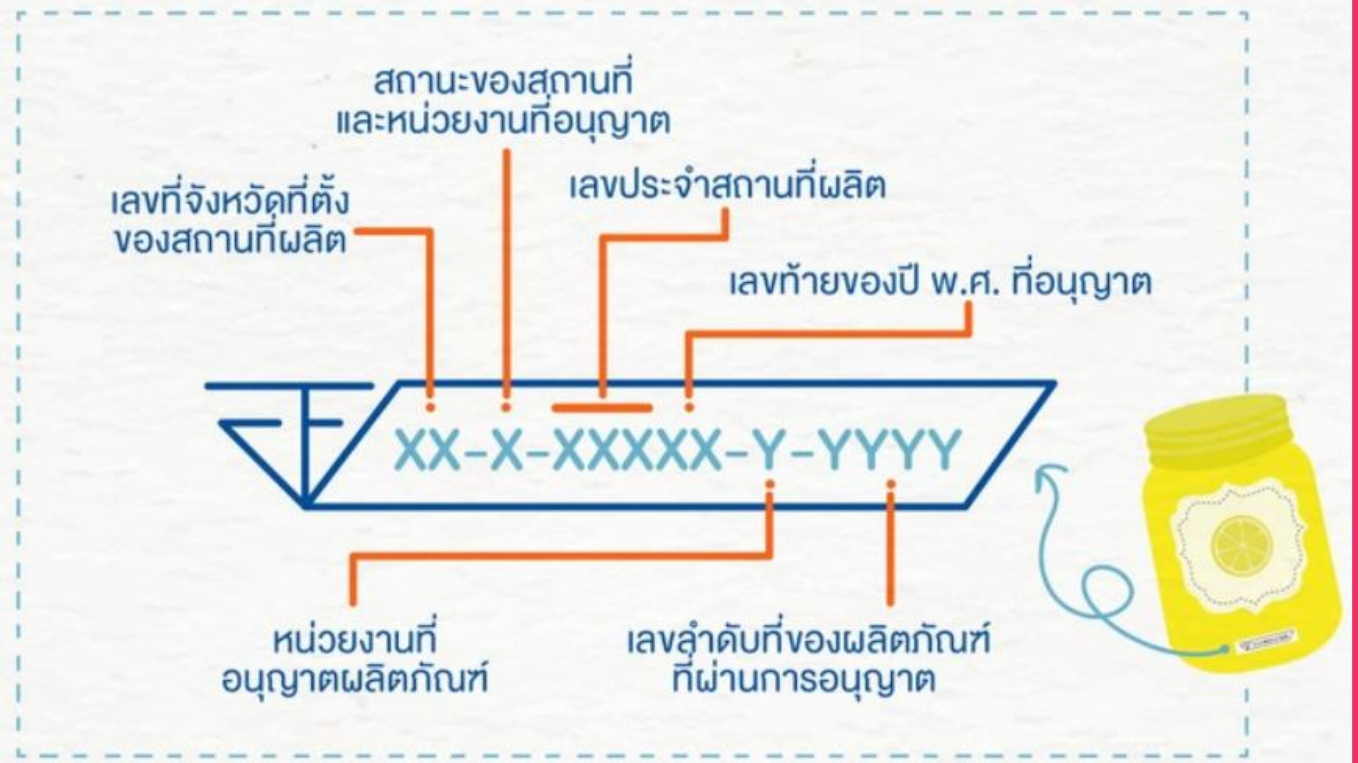 สถานะของสถานที่
และหน่วยงานที่อนุญาต
เลขประจำสถานที่ผลิต
เลขที่จังหวัดที่ตั้ง
ของสถานที่ผลิต
เลขท้ายของปี พ.ศ. ที่อนุญาต
XX-X-XXXXX-Y-YYYY
หน่วยงานที่
อนุญาตผลิตภัณฑ์
เลขลำดับที่ของผลิตภัณฑ์
ที่ผ่านการอนุญาต